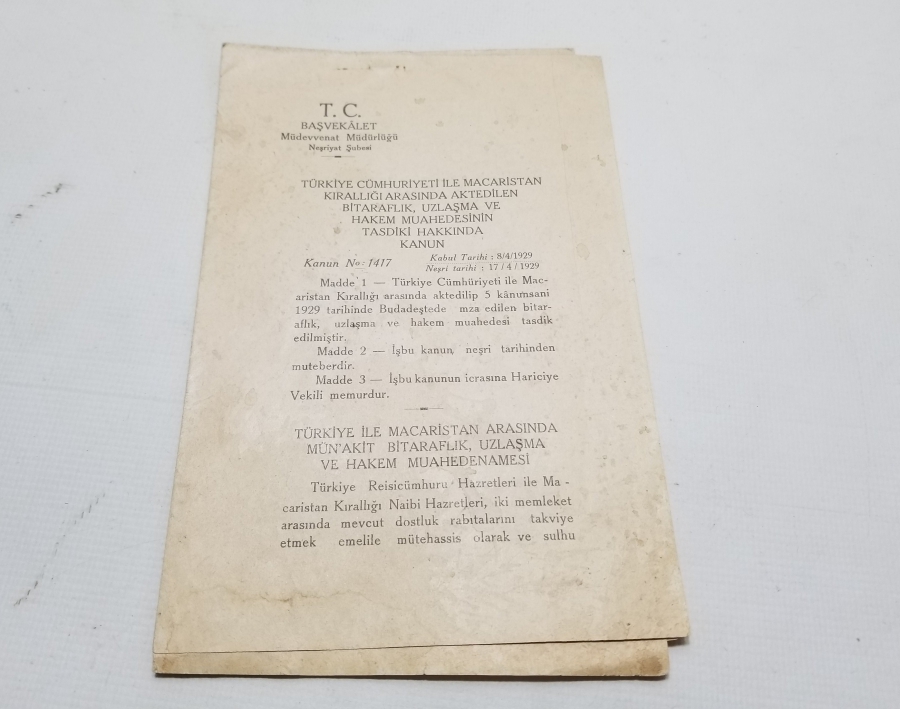 T. C.
BAŞVEKÂLET
Müdevvenat Müdürlüğü
Neşriyat Şubesi
TÜRKİYE CÜMHURİYETİ İLE MACARİSTAN
KIRALLIĞI ARASINDA AKTEDİLEN
BİTARAFLIK, UZLAŞMA VE
HAKEM MUAHEDESİNİN
TASDİKİ HAKKINDA
KANUN
Kanun No: 1417
Kabul Tarihi : 8/4/1929
Neşri tarihi : 17/4/1929
Madde 1 — Türkiye Cümhüriyeti ile Mac-
aristan Kırallığı arasında aktedilip 5 kânunsani
1929 tarihinde Budadeştede mza edilen bitar-
aflık, uzlaşma ve hakem muahedesi tasdik
edilmiştir.
Madde 2 — İşbu kanun neşri tarihinden
muteberdir.
Madde 3 — İşbu kanunun icrasına Hariciye
Vekili memurdur.
TÜRKİYE İLE MACARİSTAN ARASINDA
MÜN'AKİT BİTARAFLIK, UZLAŞMA
VE HAKEM MUAHEDENAMESİ
Türkiye Reisicümhuru Hazretleri ile Ma-
caristan Kırallığı Naibi Hazretleri, iki memleket
arasında mevcut dostluk rabıtalarını takviye
etmek emelile mütehassis olarak ve sulhu